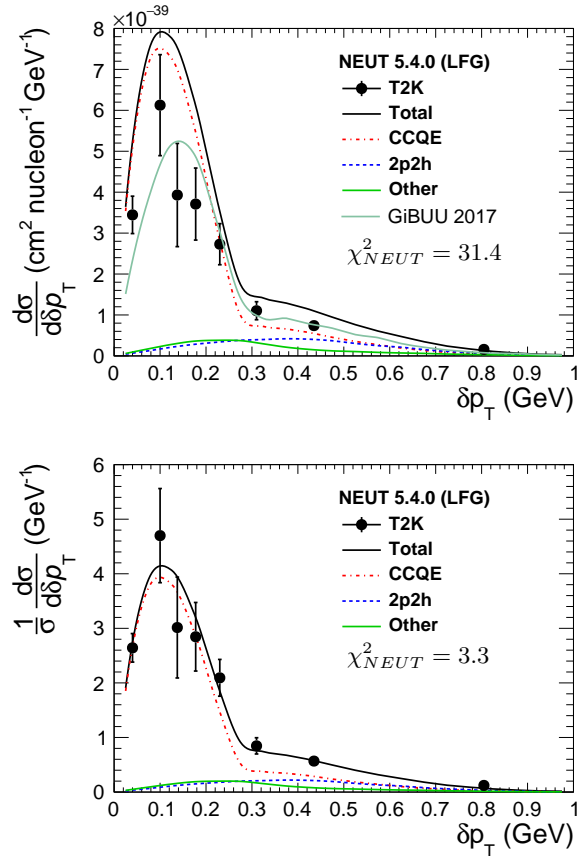 ×10⁻³⁹
8
7
6
5
4
3
2
1
0
dσ/dδp_T (cm² nucleon⁻¹ GeV⁻¹)
NEUT 5.4.0 (LFG)
T2K
Total
CCQE
2p2h
Other
GiBUU 2017
χ²_NEUT = 31.4
0 0.1 0.2 0.3 0.4 0.5 0.6 0.7 0.8 0.9 1
δp_T (GeV)
6
5
4
3
2
1
0
1/σ dσ/dδp_T (GeV⁻¹)
NEUT 5.4.0 (LFG)
T2K
Total
CCQE
2p2h
Other
χ²_NEUT = 3.3
0 0.1 0.2 0.3 0.4 0.5 0.6 0.7 0.8 0.9 1
δp_T (GeV)